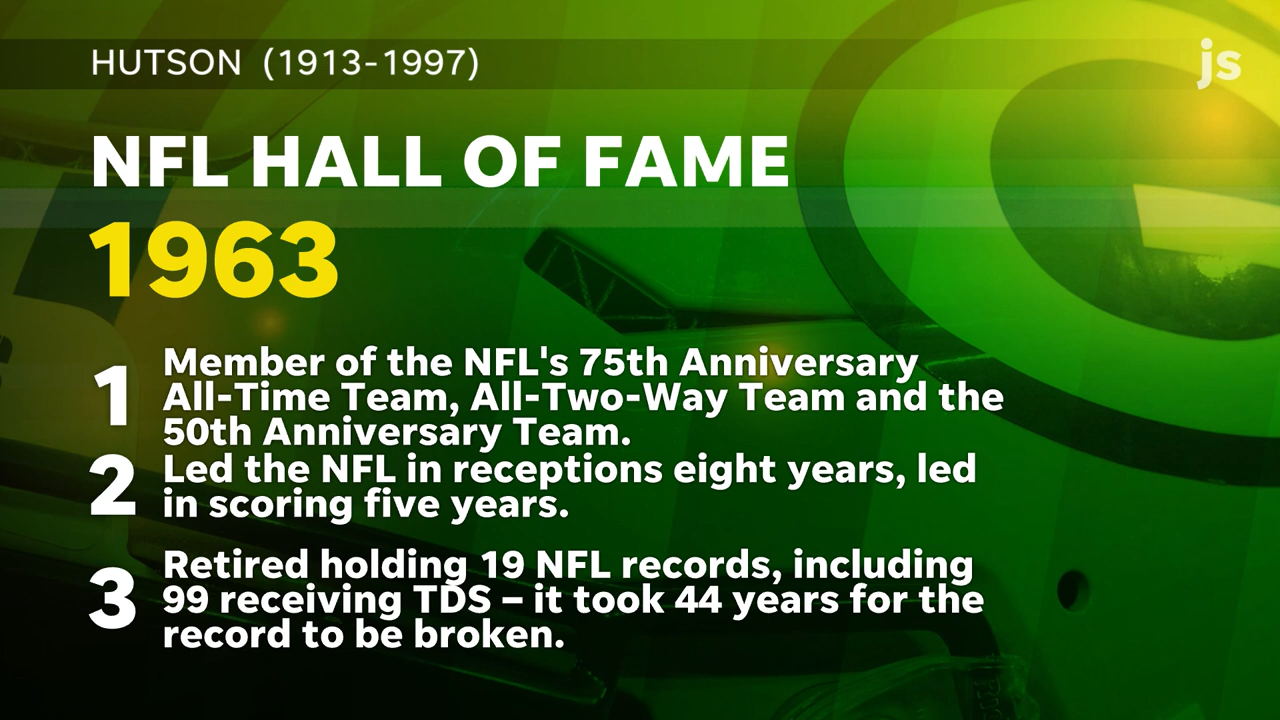 HUTSON (1913-1997)
js
NFL HALL OF FAME
1963
1 Member of the NFL's 75th Anniversary
All-Time Team, All-Two-Way Team and the
50th Anniversary Team.
2 Led the NFL in receptions eight years, led
in scoring five years.
3 Retired holding 19 NFL records, including
99 receiving TDS – it took 44 years for the
record to be broken.